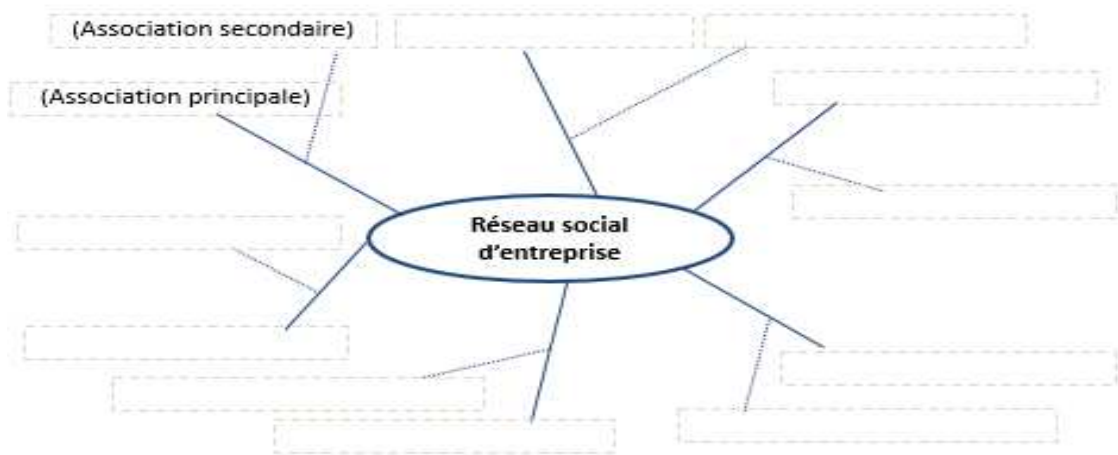 (Association secondaire)
(Association principale)
Réseau social
d'entreprise